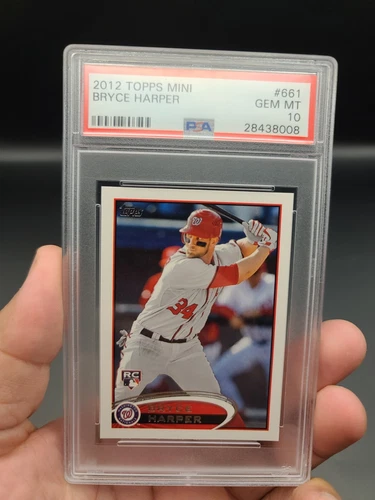 2012 TOPPS MINI #661
BRYCE HARPER GEM MT
10
PSA 28438008
Topps
W
34
RC
BRYCE
HARPER